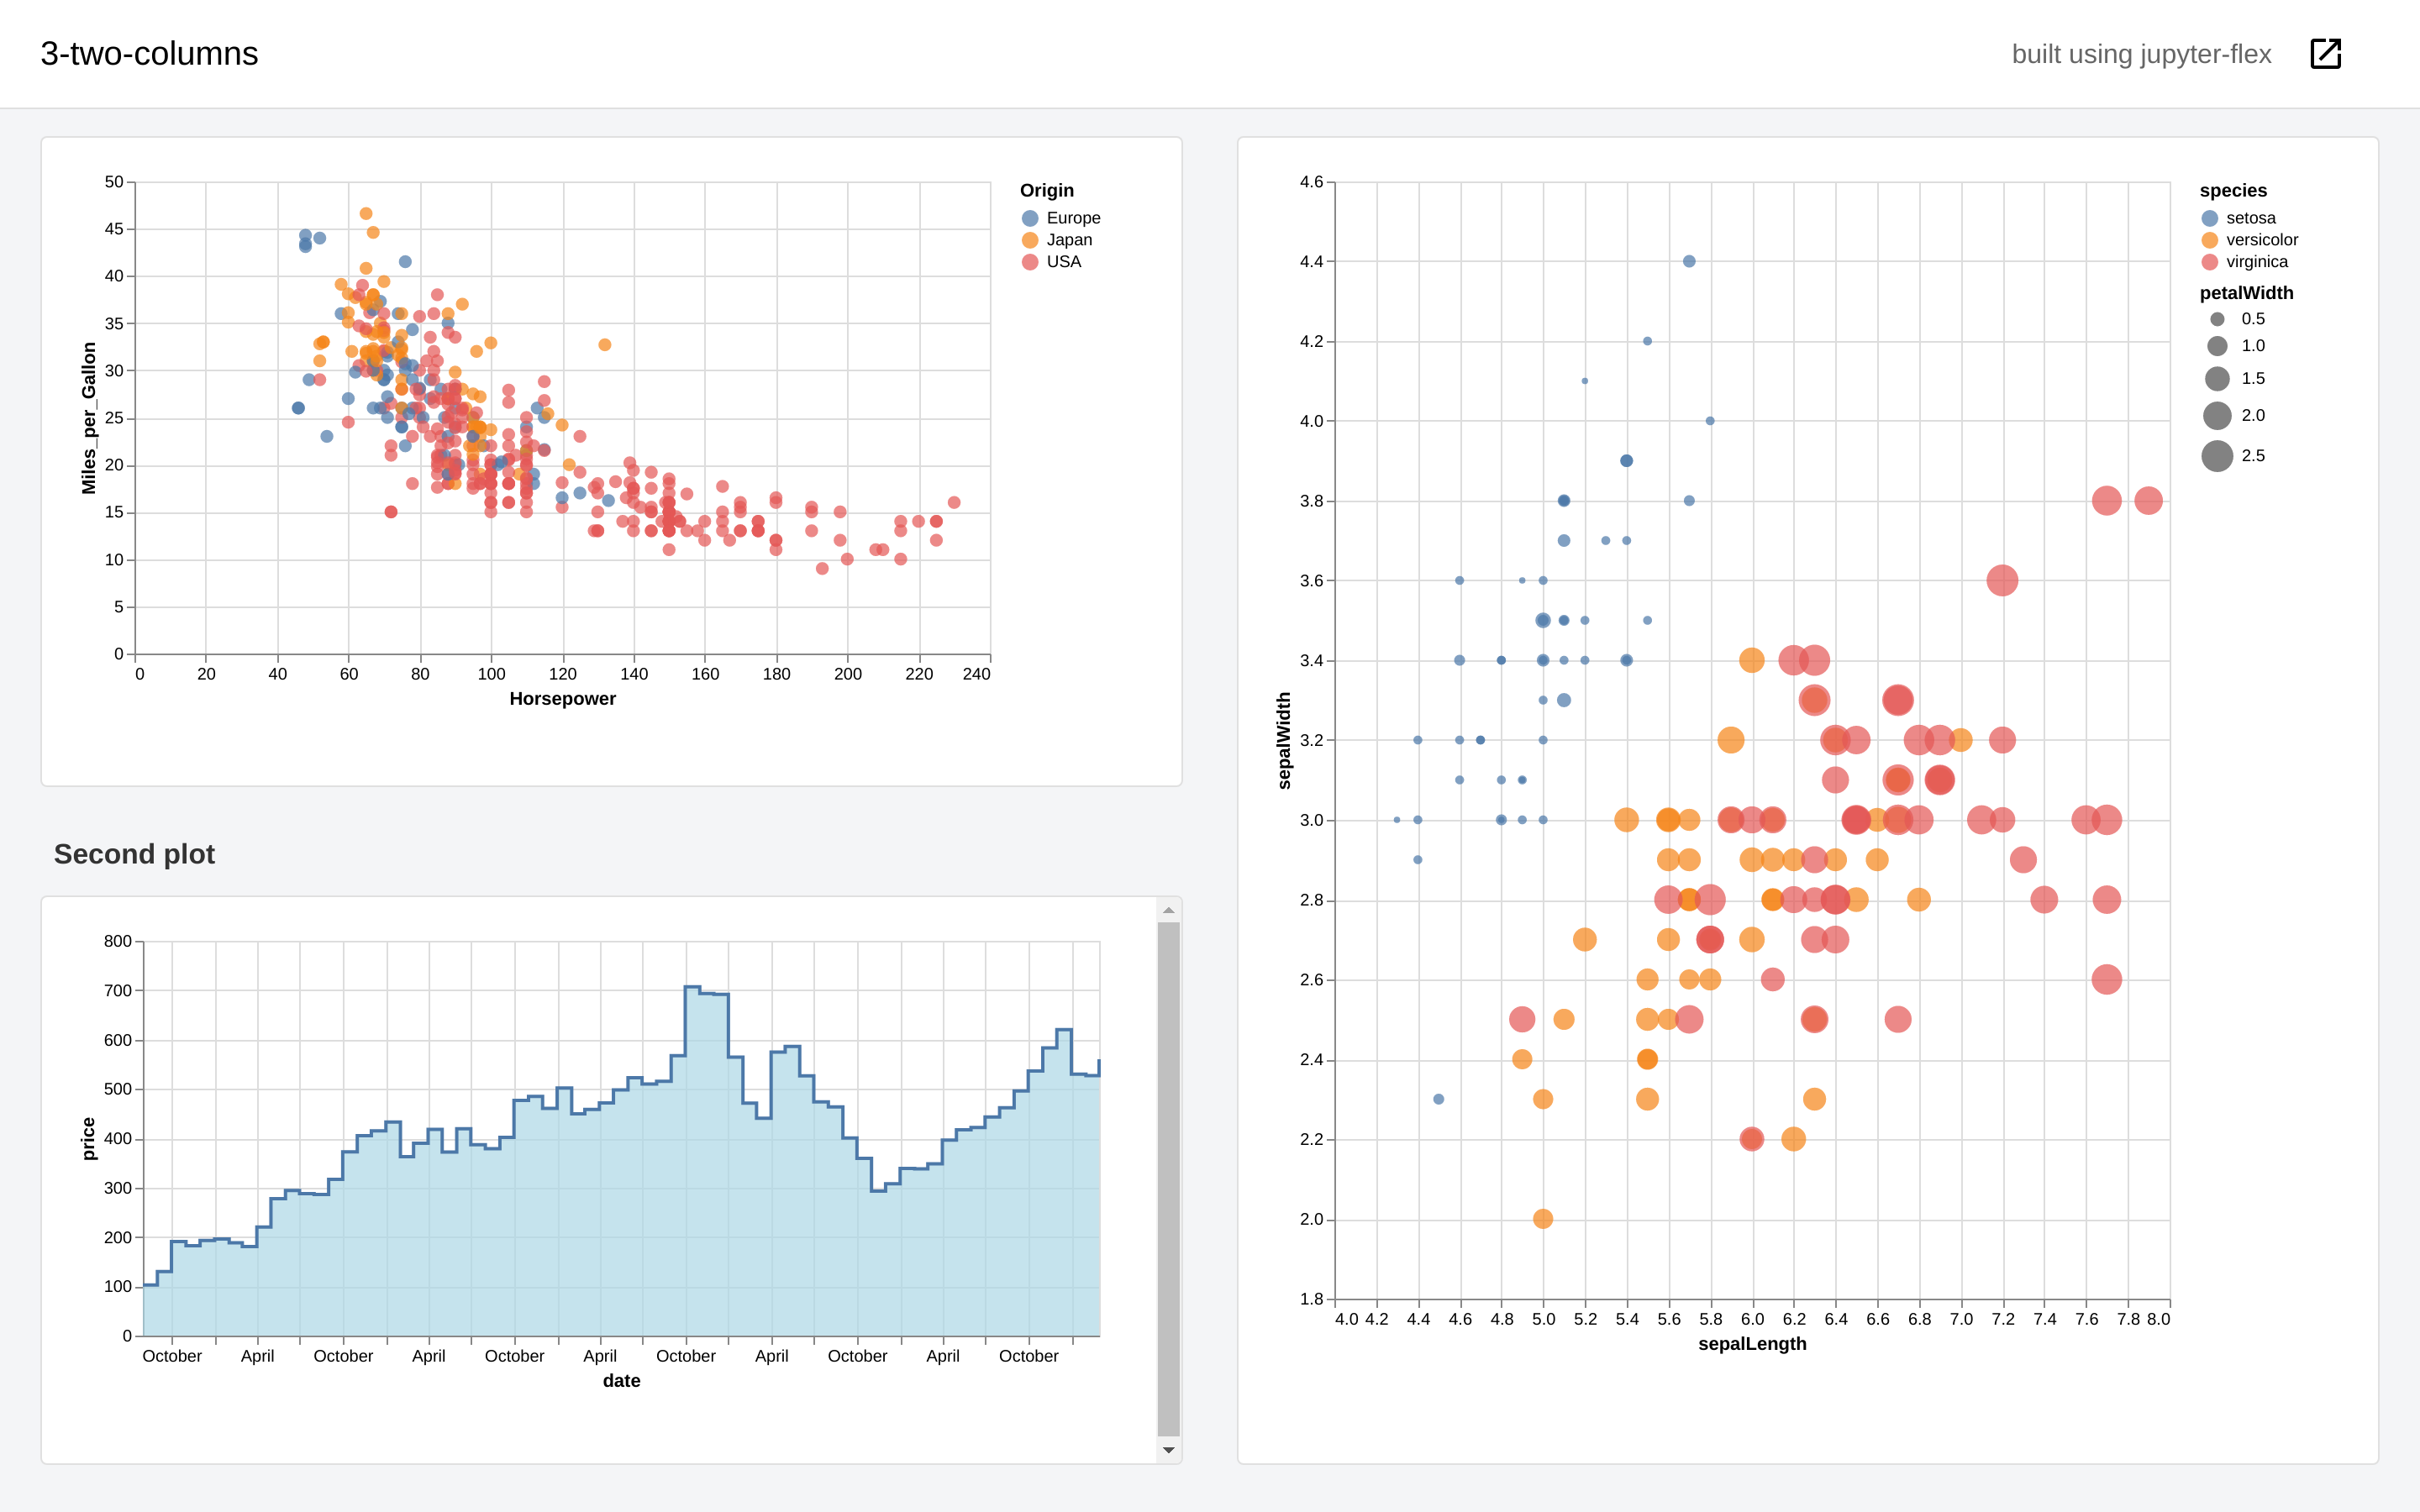 3-two-columns
built using jupyter-flex
50
45
40
35
30
25
20
15
10
5
0
Miles_per_Gallon
0 20 40 60 80 100 120 140 160 180 200 220 240
Horsepower
Origin
Europe
Japan
USA
Second plot
800
700
600
500
400
300
200
100
0
price
October April October April October April October April October April October
date
4.6
4.4
4.2
4.0
3.8
3.6
3.4
3.2
3.0
2.8
2.6
2.4
2.2
2.0
1.8
sepalWidth
4.0 4.2 4.4 4.6 4.8 5.0 5.2 5.4 5.6 5.8 6.0 6.2 6.4 6.6 6.8 7.0 7.2 7.4 7.6 7.8 8.0
sepalLength
species
setosa
versicolor
virginica
petalWidth
0.5
1.0
1.5
2.0
2.5